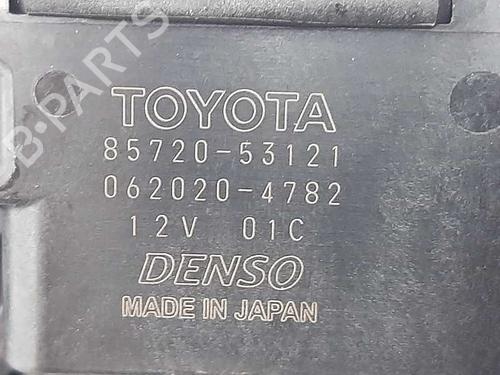 B-PARTS
TOYOTA
85720-53121
062020-4782
12V 01C
DENSO
MADE IN JAPAN